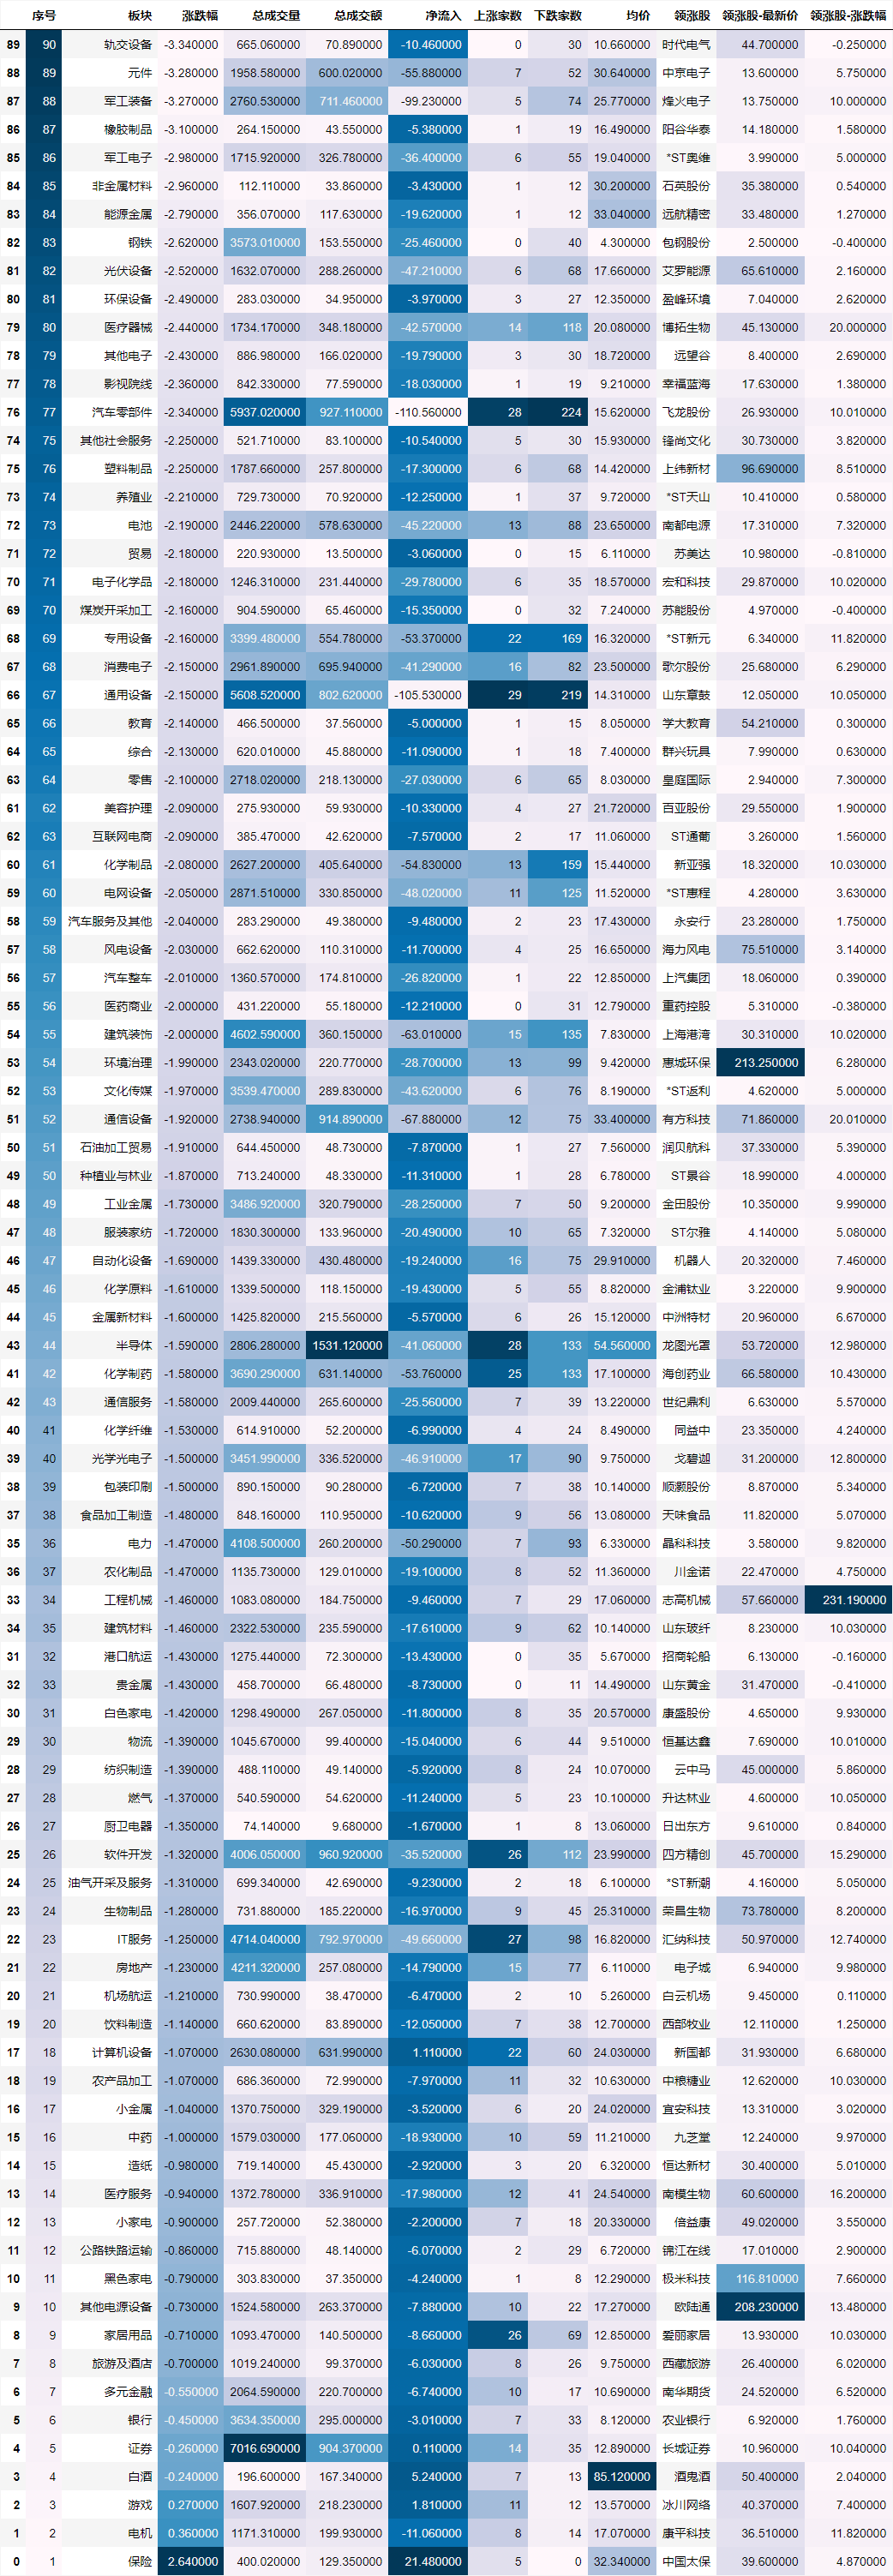 序号 板块 涨跌幅 总成交量 总成交额 净流入 上涨家数 下跌家数 均价 领涨股 领涨股-最新价 领涨股-涨跌幅
89 90 轨交设备 -3.340000 665.060000 70.890000 -10.460000 0 30 10.660000 时代电气 44.700000 -0.250000
88 89 元件 -3.280000 1958.580000 600.020000 -55.880000 7 52 30.640000 中京电子 13.600000 5.750000
87 88 军工装备 -3.270000 2760.530000 711.460000 -99.230000 5 74 25.770000 烽火电子 13.750000 10.000000
86 87 橡胶制品 -3.100000 264.150000 43.550000 -5.380000 1 19 16.490000 阳谷华泰 14.180000 1.580000
85 86 军工电子 -2.980000 1715.920000 326.780000 -36.400000 6 55 19.040000 *ST奥维 3.990000 5.000000
84 85 非金属材料 -2.960000 112.110000 33.860000 -3.430000 1 12 30.200000 石英股份 35.380000 0.540000
83 84 能源金属 -2.790000 356.070000 117.630000 -19.620000 1 12 33.040000 远航精密 33.480000 1.270000
82 83 钢铁 -2.620000 3573.010000 153.550000 -25.460000 0 40 4.300000 包钢股份 2.500000 -0.400000
81 82 光伏设备 -2.520000 1632.070000 288.260000 -47.210000 6 68 17.660000 艾罗能源 65.610000 2.160000
80 81 环保设备 -2.490000 283.030000 34.950000 -3.970000 3 27 12.350000 盈峰环境 7.040000 2.620000
79 80 医疗器械 -2.440000 1734.170000 348.180000 -42.570000 14 118 20.080000 博拓生物 45.130000 20.000000
78 79 其他电子 -2.430000 886.980000 166.020000 -19.790000 3 30 18.720000 远望谷 8.400000 2.690000
77 78 影视院线 -2.360000 842.330000 77.590000 -18.030000 1 19 9.210000 幸福蓝海 17.630000 1.380000
76 77 汽车零部件 -2.340000 5937.020000 927.110000 -110.560000 28 224 15.620000 飞龙股份 26.930000 10.010000
74 75 其他社会服务 -2.250000 521.710000 83.100000 -10.540000 5 30 15.930000 锋尚文化 30.730000 3.820000
75 76 塑料制品 -2.250000 1787.660000 257.800000 -17.300000 6 68 14.420000 上纬新材 96.690000 8.510000
73 74 养殖业 -2.210000 729.730000 70.920000 -12.250000 1 37 9.720000 *ST天山 10.410000 0.580000
72 73 电池 -2.190000 2446.220000 578.630000 -45.220000 13 88 23.650000 南都电源 17.310000 7.320000
71 72 贸易 -2.180000 220.930000 13.500000 -3.060000 0 15 6.110000 苏美达 10.980000 -0.810000
70 71 电子化学品 -2.180000 1246.310000 231.440000 -29.780000 6 35 18.570000 宏和科技 29.870000 10.020000
69 70 煤炭开采加工 -2.160000 904.590000 65.460000 -15.350000 0 32 7.240000 苏能股份 4.970000 -0.400000
68 69 专用设备 -2.160000 3399.480000 554.780000 -53.370000 22 169 16.320000 *ST新元 6.340000 11.820000
67 68 消费电子 -2.150000 2961.890000 695.940000 -41.290000 16 82 23.500000 歌尔股份 25.680000 6.290000
66 67 通用设备 -2.150000 5608.520000 802.620000 -105.530000 29 219 14.310000 山东章鼓 12.050000 10.050000
65 66 教育 -2.140000 466.500000 37.560000 -5.000000 1 15 8.050000 学大教育 54.210000 0.300000
64 65 综合 -2.130000 620.010000 45.880000 -11.090000 1 18 7.400000 群兴玩具 7.990000 0.630000
63 64 零售 -2.100000 2718.020000 218.130000 -27.030000 6 65 8.030000 皇庭国际 2.940000 7.300000
61 62 美容护理 -2.090000 275.930000 59.930000 -10.330000 4 27 21.720000 百亚股份 29.550000 1.900000
62 63 互联网电商 -2.090000 385.470000 42.620000 -7.570000 2 17 11.060000 ST通葡 3.260000 1.560000
60 61 化学制品 -2.080000 2627.200000 405.640000 -54.830000 13 159 15.440000 新亚强 18.320000 10.030000
59 60 电网设备 -2.050000 2871.510000 330.850000 -48.020000 11 125 11.520000 *ST惠程 4.280000 3.630000
58 59 汽车服务及其他 -2.040000 283.290000 49.380000 -9.480000 2 23 17.430000 永安行 23.280000 1.750000
57 58 风电设备 -2.030000 662.620000 110.310000 -11.700000 4 25 16.650000 海力风电 75.510000 3.140000
56 57 汽车整车 -2.010000 1360.570000 174.810000 -26.820000 1 22 12.850000 上汽集团 18.060000 0.390000
55 56 医药商业 -2.000000 431.220000 55.180000 -12.210000 0 31 12.790000 重药控股 5.310000 -0.380000
54 55 建筑装饰 -2.000000 4602.590000 360.150000 -63.010000 15 135 7.830000 上海港湾 30.310000 10.020000
53 54 环境治理 -1.990000 2343.020000 220.770000 -28.700000 13 99 9.420000 惠城环保 213.250000 6.280000
52 53 文化传媒 -1.970000 3539.470000 289.830000 -43.620000 6 76 8.190000 *ST返利 4.620000 5.000000
51 52 通信设备 -1.920000 2738.940000 914.890000 -67.880000 12 75 33.400000 有方科技 71.860000 20.010000
50 51 石油加工贸易 -1.910000 644.450000 48.730000 -7.870000 1 27 7.560000 润贝航科 37.330000 5.390000
49 50 种植业与林业 -1.870000 713.240000 48.330000 -11.310000 1 28 6.780000 ST景谷 18.990000 4.000000
48 49 工业金属 -1.730000 3486.920000 320.790000 -28.250000 7 50 9.200000 金田股份 10.350000 9.990000
47 48 服装家纺 -1.720000 1830.300000 133.960000 -20.490000 10 65 7.320000 ST尔雅 4.140000 5.080000
46 47 自动化设备 -1.690000 1439.330000 430.480000 -19.240000 16 75 29.910000 机器人 20.320000 7.460000
45 46 化学原料 -1.610000 1339.500000 118.150000 -19.430000 5 55 8.820000 金浦钛业 3.220000 9.900000
44 45 金属新材料 -1.600000 1425.820000 215.560000 -5.570000 6 26 15.120000 中洲特材 20.960000 6.670000
43 44 半导体 -1.590000 2806.280000 1531.120000 -41.060000 28 133 54.560000 龙图光罩 53.720000 12.980000
41 42 化学制药 -1.580000 3690.290000 631.140000 -53.760000 25 133 17.100000 海创药业 66.580000 10.430000
42 43 通信服务 -1.580000 2009.440000 265.600000 -25.560000 7 39 13.220000 世纪鼎利 6.630000 5.570000
40 41 化学纤维 -1.530000 614.910000 52.200000 -6.990000 4 24 8.490000 同益中 23.350000 4.240000
39 40 光学光电子 -1.500000 3451.990000 336.520000 -46.910000 17 90 9.750000 戈碧迦 31.200000 12.800000
38 39 包装印刷 -1.500000 890.150000 90.280000 -6.720000 7 38 10.140000 顺灏股份 8.870000 5.340000
37 38 食品加工制造 -1.480000 848.160000 110.950000 -10.620000 9 56 13.080000 天味食品 11.820000 5.070000
35 36 电力 -1.470000 4108.500000 260.200000 -50.290000 7 93 6.330000 晶科科技 3.580000 9.820000
36 37 农化制品 -1.470000 1135.730000 129.010000 -19.100000 8 52 11.360000 川金诺 22.470000 4.750000
33 34 工程机械 -1.460000 1083.080000 184.750000 -9.460000 7 29 17.060000 志高机械 57.660000 231.190000
34 35 建筑材料 -1.460000 2322.530000 235.590000 -17.610000 9 62 10.140000 山东玻纤 8.230000 10.030000
31 32 港口航运 -1.430000 1275.440000 72.300000 -13.430000 0 35 5.670000 招商轮船 6.130000 -0.160000
32 33 贵金属 -1.430000 458.700000 66.480000 -8.730000 0 11 14.490000 山东黄金 31.470000 -0.410000
30 31 白色家电 -1.420000 1298.490000 267.050000 -11.800000 8 35 20.570000 康盛股份 4.650000 9.930000
29 30 物流 -1.390000 1045.670000 99.400000 -15.040000 6 44 9.510000 恒基达鑫 7.690000 10.010000
28 29 纺织制造 -1.390000 488.110000 49.140000 -5.920000 8 24 10.070000 云中马 45.000000 5.860000
27 28 燃气 -1.370000 540.590000 54.620000 -11.240000 5 23 10.100000 升达林业 4.600000 10.050000
26 27 厨卫电器 -1.350000 74.140000 9.680000 -1.670000 1 8 13.060000 日出东方 9.610000 0.840000
25 26 软件开发 -1.320000 4006.050000 960.920000 -35.520000 26 112 23.990000 四方精创 45.700000 15.290000
24 25 油气开采及服务 -1.310000 699.340000 42.690000 -9.230000 2 18 6.100000 *ST新潮 4.160000 5.050000
23 24 生物制品 -1.280000 731.880000 185.220000 -16.970000 9 45 25.310000 荣昌生物 73.780000 8.200000
22 23 IT服务 -1.250000 4714.040000 792.970000 -49.660000 27 98 16.820000 汇纳科技 50.970000 12.740000
21 22 房地产 -1.230000 4211.320000 257.080000 -14.790000 15 77 6.110000 电子城 6.940000 9.980000
20 21 机场航运 -1.210000 730.990000 38.470000 -6.470000 2 10 5.260000 白云机场 9.450000 0.110000
19 20 饮料制造 -1.140000 660.620000 83.890000 -12.050000 7 38 12.700000 西部牧业 12.110000 1.250000
17 18 计算机设备 -1.070000 2630.080000 631.990000 1.110000 22 60 24.030000 新国都 31.930000 6.680000
18 19 农产品加工 -1.070000 686.360000 72.990000 -7.970000 11 32 10.630000 中粮糖业 12.620000 10.030000
16 17 小金属 -1.040000 1370.750000 329.190000 -3.520000 6 20 24.020000 宜安科技 13.310000 3.020000
15 16 中药 -1.000000 1579.030000 177.060000 -18.930000 10 59 11.210000 九芝堂 12.240000 9.970000
14 15 造纸 -0.980000 719.140000 45.430000 -2.920000 3 20 6.320000 恒达新材 30.400000 5.010000
13 14 医疗服务 -0.940000 1372.780000 336.910000 -17.980000 12 41 24.540000 南模生物 60.600000 16.200000
12 13 小家电 -0.900000 257.720000 52.380000 -2.200000 7 18 20.330000 倍益康 49.020000 3.550000
11 12 公路铁路运输 -0.860000 715.880000 48.140000 -6.070000 2 29 6.720000 锦江在线 17.010000 2.900000
10 11 黑色家电 -0.790000 303.830000 37.350000 -4.240000 1 8 12.290000 极米科技 116.810000 7.660000
9 10 其他电源设备 -0.730000 1524.580000 263.370000 -7.880000 10 22 17.270000 欧陆通 208.230000 13.480000
8 9 家居用品 -0.710000 1093.470000 140.500000 -8.660000 26 69 12.850000 爱丽家居 13.930000 10.030000
7 8 旅游及酒店 -0.700000 1019.240000 99.370000 -6.030000 8 26 9.750000 西藏旅游 26.400000 6.020000
6 7 多元金融 -0.550000 2064.590000 220.700000 -6.740000 10 17 10.690000 南华期货 24.520000 6.520000
5 6 银行 -0.450000 3634.350000 295.000000 -3.010000 7 33 8.120000 农业银行 6.920000 1.760000
4 5 证券 -0.260000 7016.690000 904.370000 0.110000 14 35 12.890000 长城证券 10.960000 10.040000
3 4 白酒 -0.240000 196.600000 167.340000 5.240000 7 13 85.120000 酒鬼酒 50.400000 2.040000
2 3 游戏 0.270000 1607.920000 218.230000 1.810000 11 12 13.570000 冰川网络 40.370000 7.400000
1 2 电机 0.360000 1171.310000 199.930000 -11.060000 8 14 17.070000 康平科技 36.510000 11.820000
0 1 保险 2.640000 400.020000 129.350000 21.480000 5 0 32.340000 中国太保 39.600000 4.870000